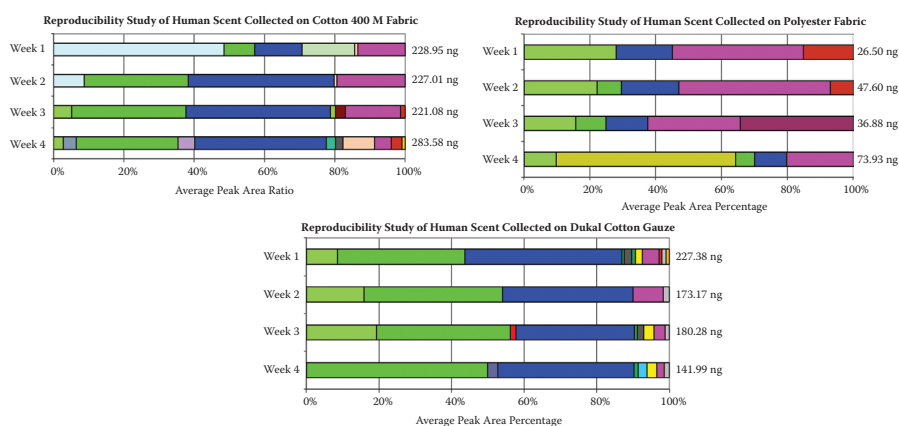 Reproducibility Study of Human Scent Collected on Cotton 400 M Fabric
Week 1
228.95 ng
Week 2
227.01 ng
Week 3
221.08 ng
Week 4
283.58 ng
0% 20% 40% 60% 80% 100%
Average Peak Area Ratio
Reproducibility Study of Human Scent Collected on Polyester Fabric
Week 1
26.50 ng
Week 2
47.60 ng
Week 3
36.88 ng
Week 4
73.93 ng
0% 20% 40% 60% 80% 100%
Average Peak Area Percentage
Reproducibility Study of Human Scent Collected on Dukal Cotton Gauze
Week 1
227.38 ng
Week 2
173.17 ng
Week 3
180.28 ng
Week 4
141.99 ng
0% 20% 40% 60% 80% 100%
Average Peak Area Percentage